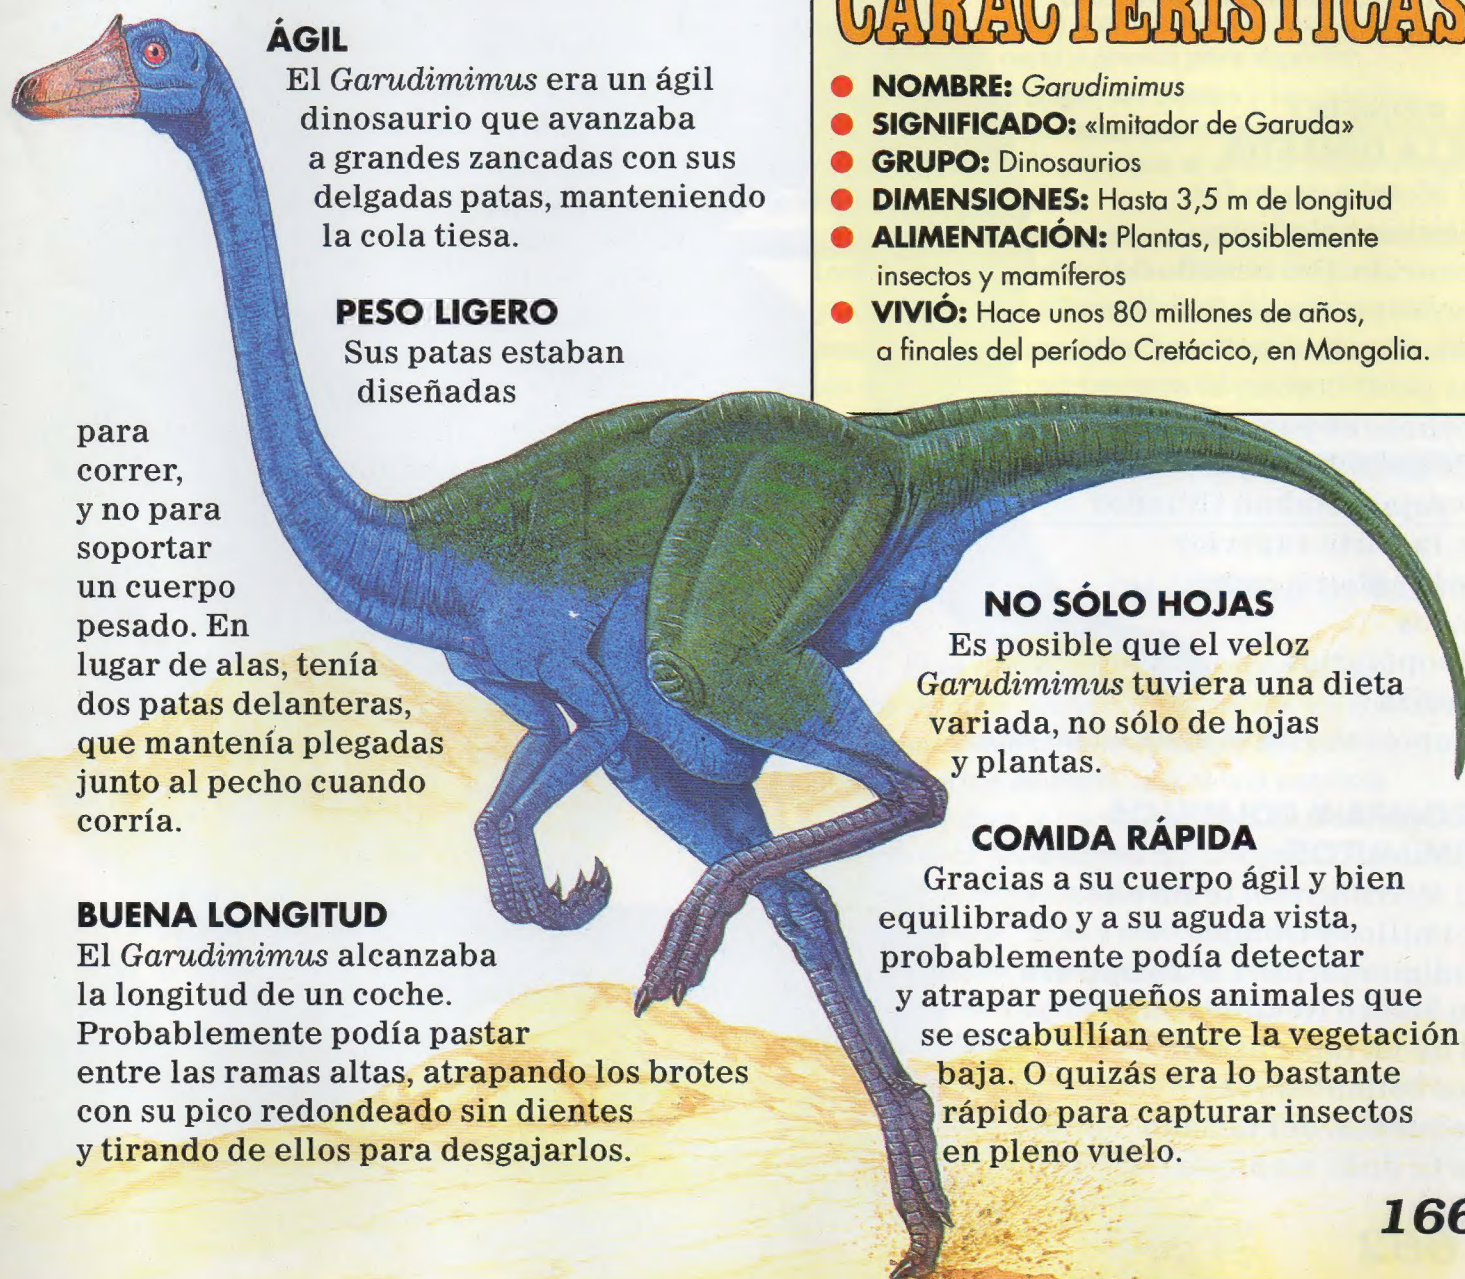 ÁGIL
El Garudimimus era un ágil
dinosaurio que avanzaba
a grandes zancadas con sus
delgadas patas, manteniendo
la cola tiesa.
PESO LIGERO
Sus patas estaban
diseñadas
para
correr,
y no para
soportar
un cuerpo
pesado. En
lugar de alas, tenía
dos patas delanteras,
que mantenía plegadas
junto al pecho cuando
corría.
BUENA LONGITUD
El Garudimimus alcanzaba
la longitud de un coche.
Probablemente podía pastar
entre las ramas altas, atrapando los brotes
con su pico redondeado sin dientes
y tirando de ellos para desgajarlos.
CARACTERÍSTICAS
● NOMBRE: Garudimimus
● SIGNIFICADO: «Imitador de Garuda»
● GRUPO: Dinosaurios
● DIMENSIONES: Hasta 3,5 m de longitud
● ALIMENTACIÓN: Plantas, posiblemente
insectos y mamíferos
● VIVIÓ: Hace unos 80 millones de años,
a finales del período Cretácico, en Mongolia.
NO SÓLO HOJAS
Es posible que el veloz
Garudimimus tuviera una dieta
variada, no sólo de hojas
y plantas.
COMIDA RÁPIDA
Gracias a su cuerpo ágil y bien
equilibrado y a su aguda vista,
probablemente podía detectar
y atrapar pequeños animales que
se escabullían entre la vegetación
baja. O quizás era lo bastante
rápido para capturar insectos
en pleno vuelo.
166